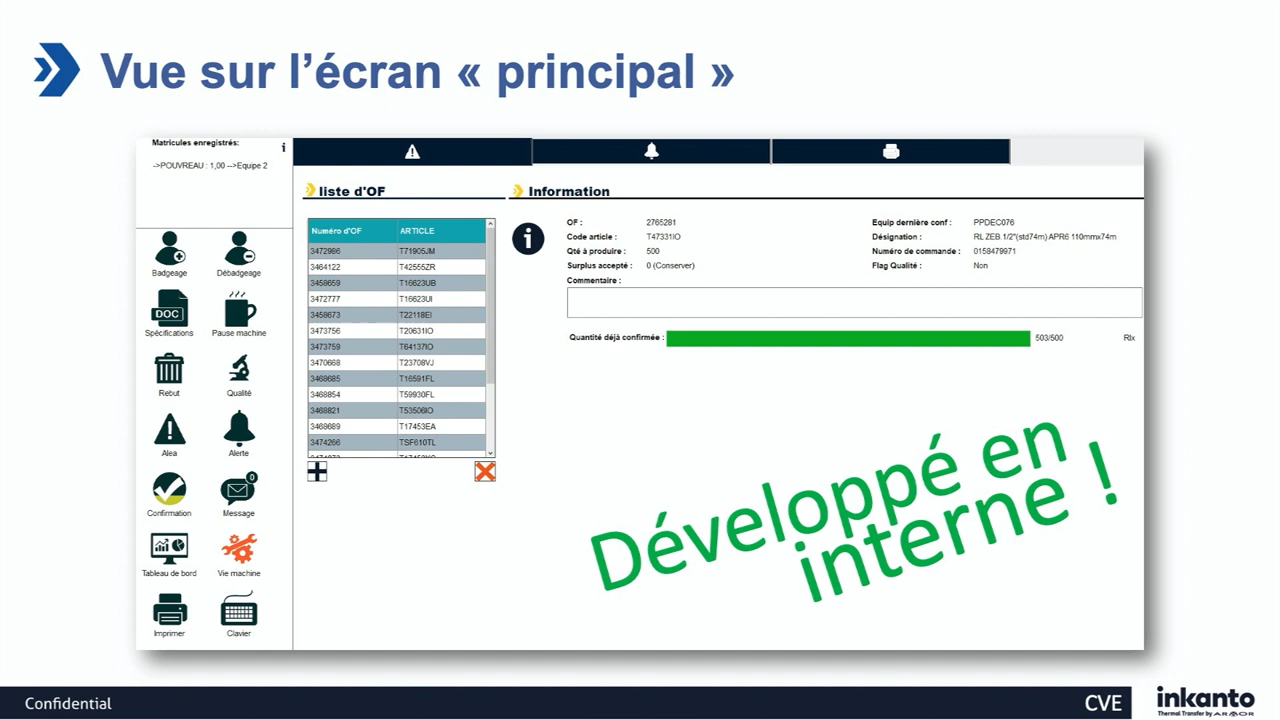 Vue sur l’écran « principal »
Matricules enregistrés:
->POUVREAU : 1,00 -->Equipe 2
Badgeage
Débadgeage
DOC
Spécifications
Pause machine
Rebut
Qualité
Alea
Alerte
0
Confirmation
Message
Tableau de bord
Vie machine
Imprimer
Clavier
liste d'OF
Numéro d'OF ARTICLE
3472986 T71905JM
3464122 T42555ZR
3458659 T16623UB
3472777 T16623UI
3458673 T22118EI
3473756 T20631IO
3473759 T64137IO
3470668 T23708VJ
3468685 T16591FL
3468854 T59930FL
3468821 T53506IO
3468689 T17453EA
3474266 TSF610TL
Information
OF : 2765281
Code article : T47331IO
Qté à produire : 500
Surplus accepté : 0 (Conserver)
Commentaire :
Equip dernière conf : PPDEC076
Désignation : RL ZEB.1/2"(std74m) APR6 110mmx74m
Numéro de commande : 0158479971
Flag Qualité : Non
Quantité déjà confirmée : 503/500 Rlx
Développé en
interne !
Confidential
CVE
inkanto
Thermal Transfer by ARMOR